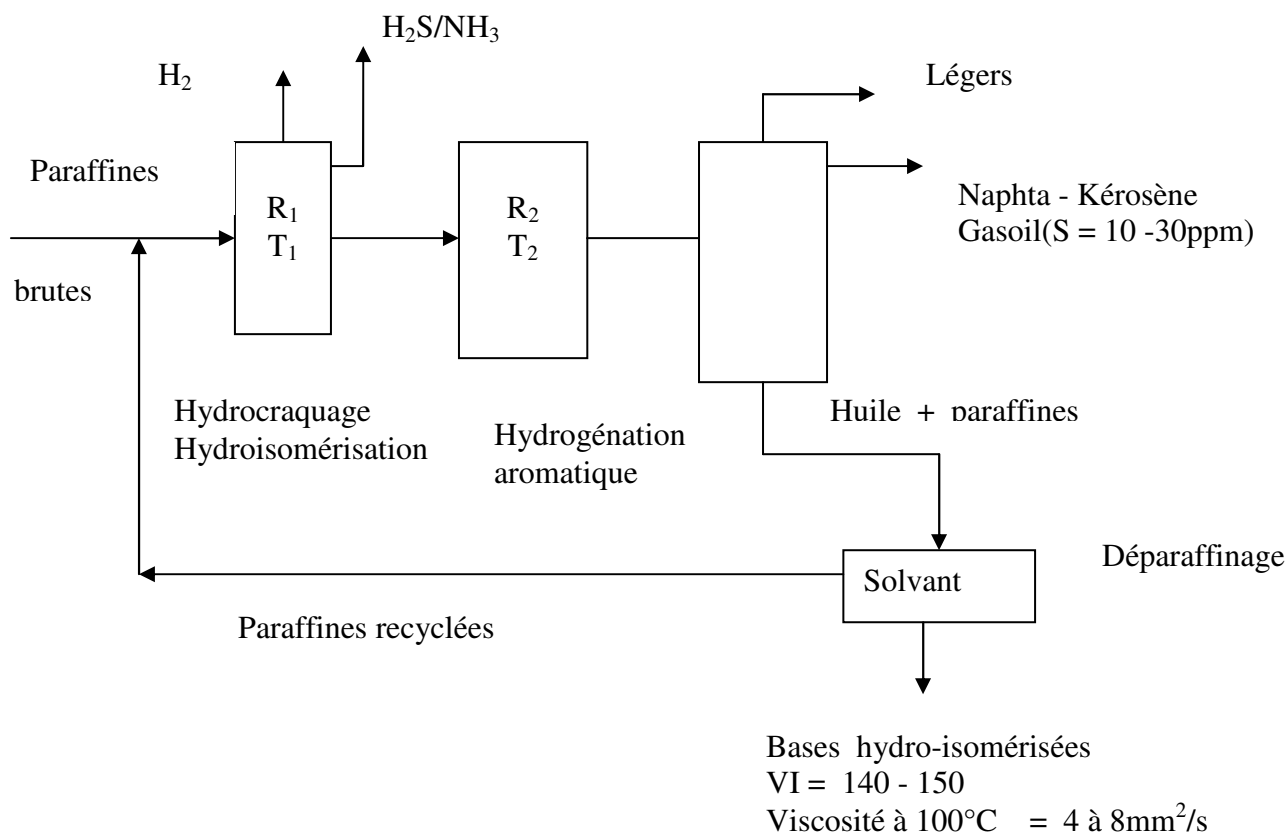 H₂S/NH₃
H₂
Légers
Paraffines
brutes
R₁
T₁
R₂
T₂
Naphta - Kérosène
Gasoil(S = 10 -30ppm)
Hydrocraquage
Hydroisomérisation
Hydrogénation
aromatique
Huile + paraffines
Solvant
Déparaffinage
Paraffines recyclées
Bases hydro-isomérisées
VI = 140 - 150
Viscosité à 100°C = 4 à 8mm²/s